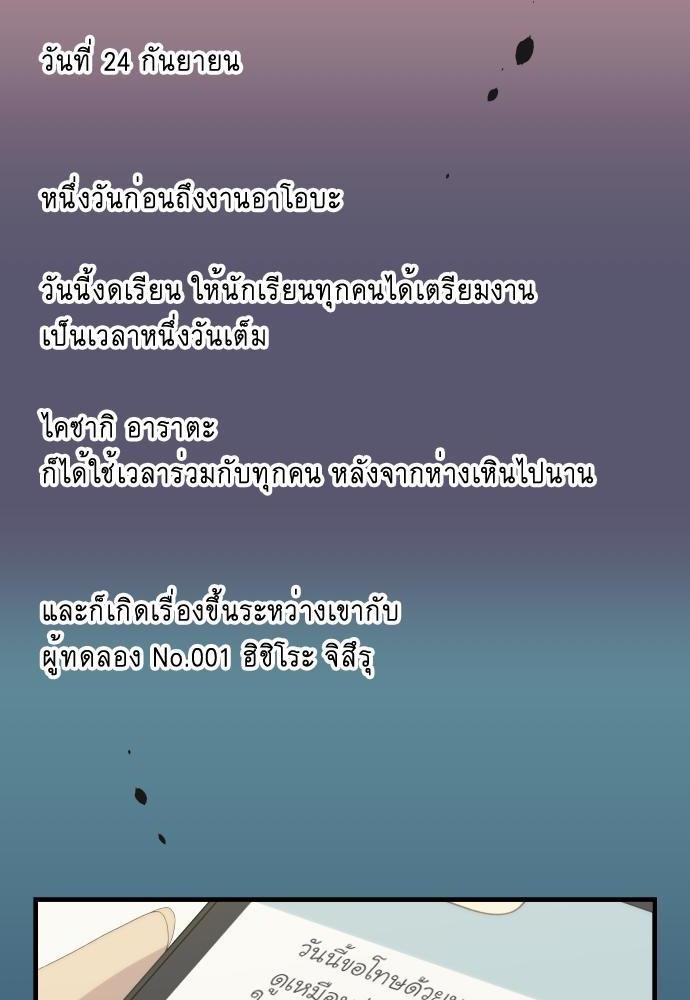 วันที่ 24 กันยายน
หนึ่งวันก่อนถึงงานอาโอบะ
วันนี้งดเรียน ให้นักเรียนทุกคนได้เตรียมงาน
เป็นเวลาหนึ่งวันเต็ม
ไคซากิ อาราตะ
ก็ได้ใช้เวลาร่วมกับทุกคน หลังจากห่างเหินไปนาน
และก็เกิดเรื่องขึ้นระหว่างเขากับ
ผู้ทดลอง No.001 ฮิชิโระ จิสึรุ
วันนี้ขอโทษด้วยน
ดูเหมือน